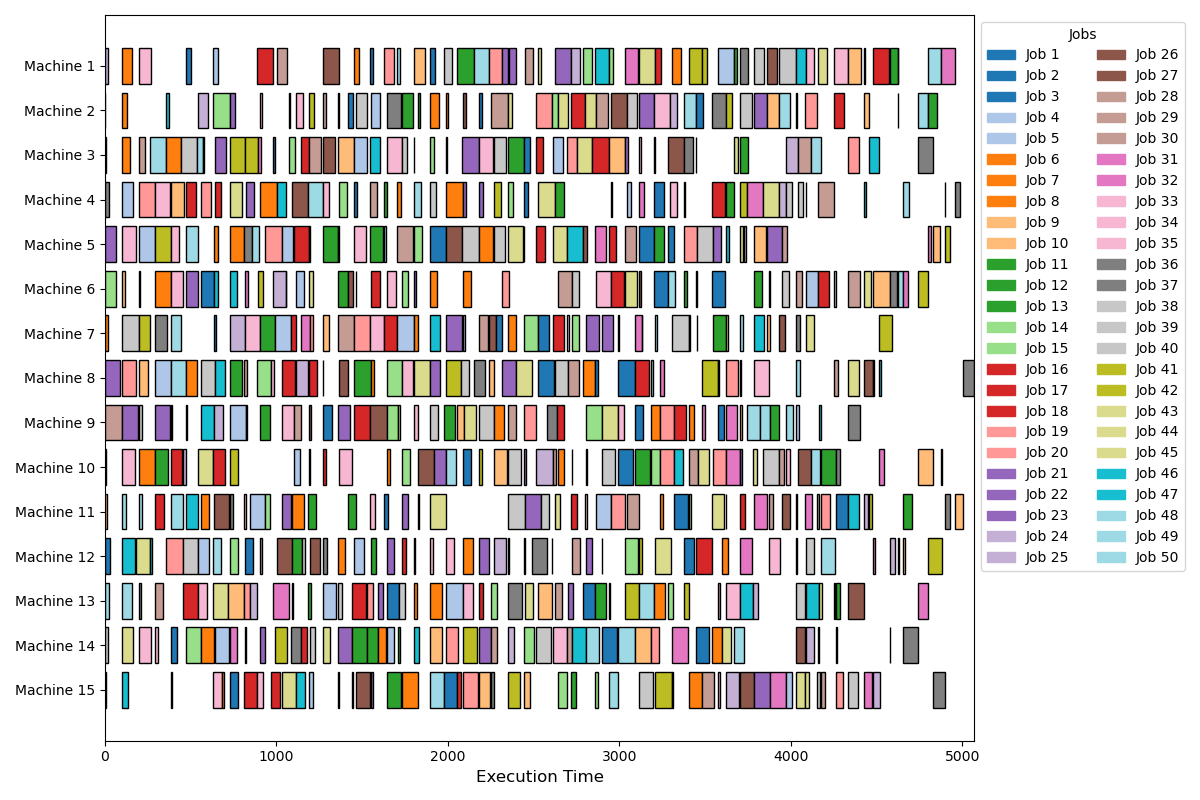 Machine 1
Machine 2
Machine 3
Machine 4
Machine 5
Machine 6
Machine 7
Machine 8
Machine 9
Machine 10
Machine 11
Machine 12
Machine 13
Machine 14
Machine 15
0 1000 2000 3000 4000 5000
Execution Time
Jobs
Job 1 Job 26
Job 2 Job 27
Job 3 Job 28
Job 4 Job 29
Job 5 Job 30
Job 6 Job 31
Job 7 Job 32
Job 8 Job 33
Job 9 Job 34
Job 10 Job 35
Job 11 Job 36
Job 12 Job 37
Job 13 Job 38
Job 14 Job 39
Job 15 Job 40
Job 16 Job 41
Job 17 Job 42
Job 18 Job 43
Job 19 Job 44
Job 20 Job 45
Job 21 Job 46
Job 22 Job 47
Job 23 Job 48
Job 24 Job 49
Job 25 Job 50